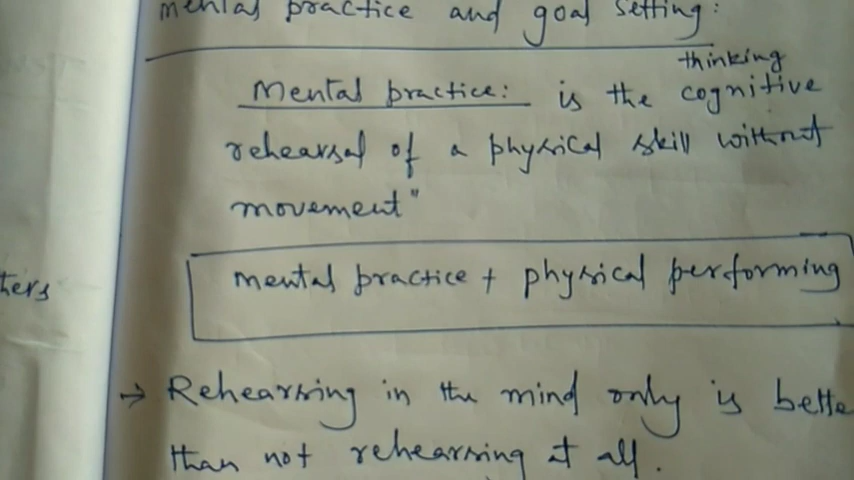 mental practice and goal setting:
thinking
Mental practice: is the cognitive
rehearsal of a physical skill without
movement"
mental practice + physical performing
ters
→ Rehearsing in the mind only is bette
than not rehearsing at all.